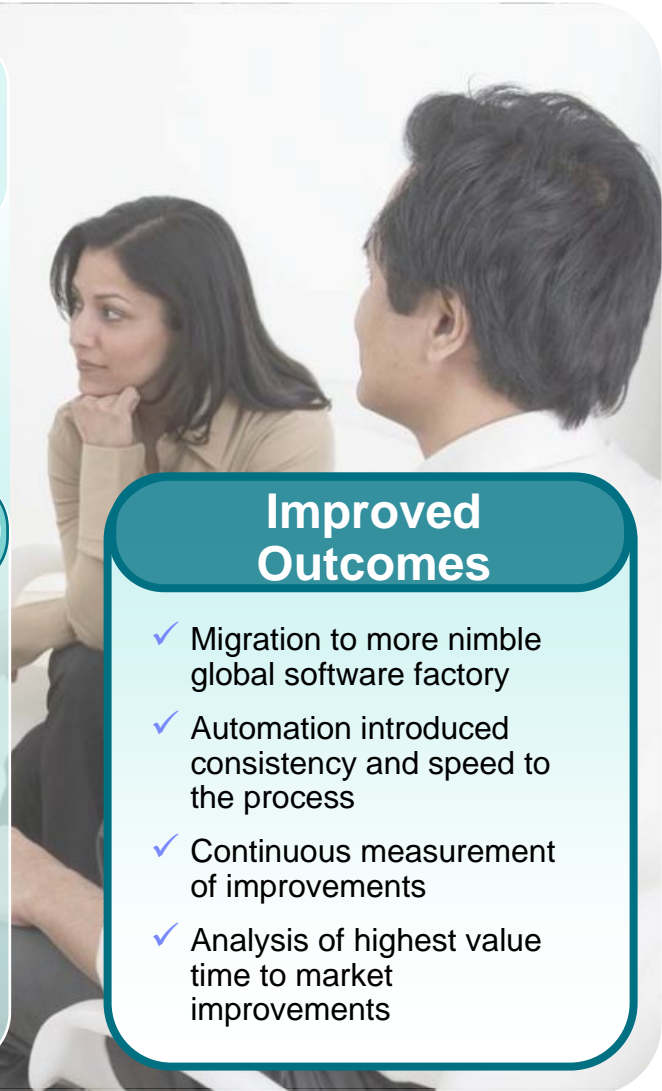 Improved
Outcomes
✓ Migration to more nimble
global software factory
✓ Automation introduced
consistency and speed to
the process
✓ Continuous measurement
of improvements
✓ Analysis of highest value
time to market
improvements